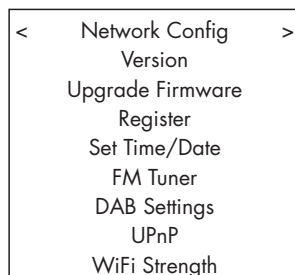 < Network Config >
Version
Upgrade Firmware
Register
Set Time/Date
FM Tuner
DAB Settings
UPnP
WiFi Strength